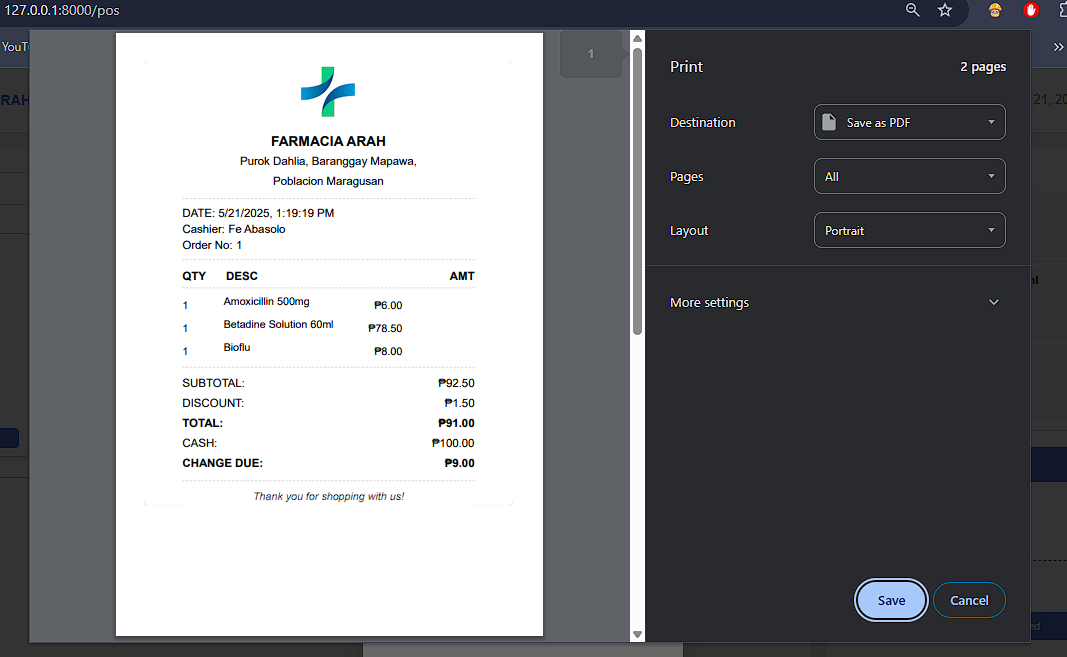 127.0.0.1:8000/pos
YouT
RAH
21, 20
1
Print
2 pages
Destination
Save as PDF
Pages
All
Layout
Portrait
More settings
Save
Cancel
FARMACIA ARAH
Purok Dahlia, Baranggay Mapawa,
Poblacion Maragusan
DATE: 5/21/2025, 1:19:19 PM
Cashier: Fe Abasolo
Order No: 1
QTY DESC AMT
1 Amoxicillin 500mg ₱6.00
1 Betadine Solution 60ml ₱78.50
1 Bioflu ₱8.00
SUBTOTAL: ₱92.50
DISCOUNT: ₱1.50
TOTAL: ₱91.00
CASH: ₱100.00
CHANGE DUE: ₱9.00
Thank you for shopping with us!